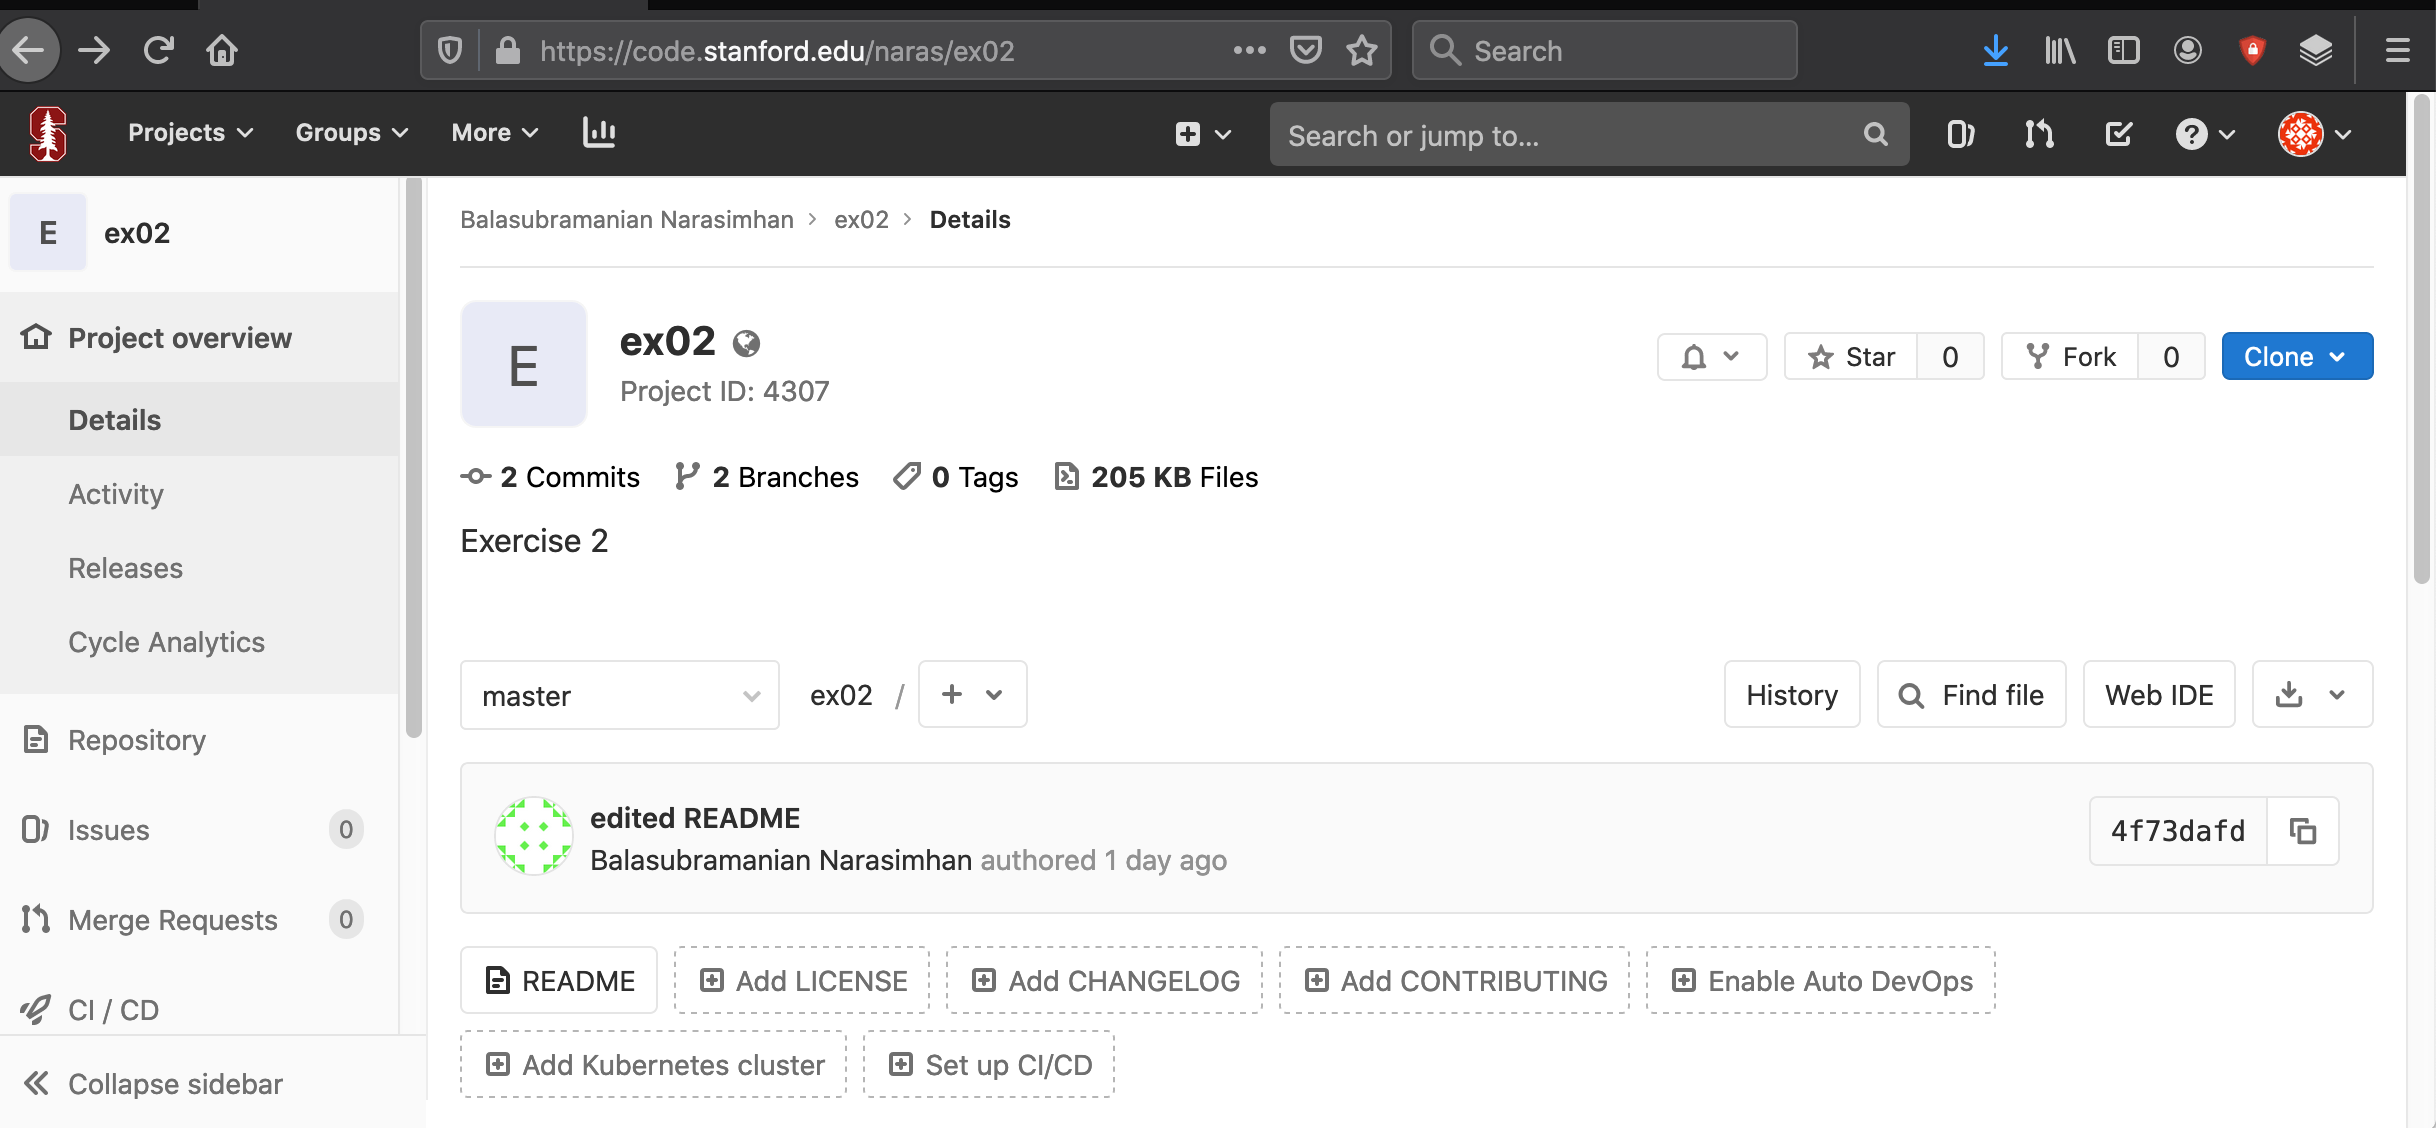 https://code.stanford.edu/naras/ex02
Search
Projects Groups More
Search or jump to...
E ex02
Project overview
Details
Activity
Releases
Cycle Analytics
Repository
Issues 0
Merge Requests 0
CI / CD
Collapse sidebar
Balasubramanian Narasimhan > ex02 > Details
E
ex02
Project ID: 4307
Star 0 Fork 0 Clone
2 Commits 2 Branches 0 Tags 205 KB Files
Exercise 2
master ex02 / + History Find file Web IDE
edited README
Balasubramanian Narasimhan authored 1 day ago
4f73dafd
README Add LICENSE Add CHANGELOG Add CONTRIBUTING Enable Auto DevOps
Add Kubernetes cluster Set up CI/CD